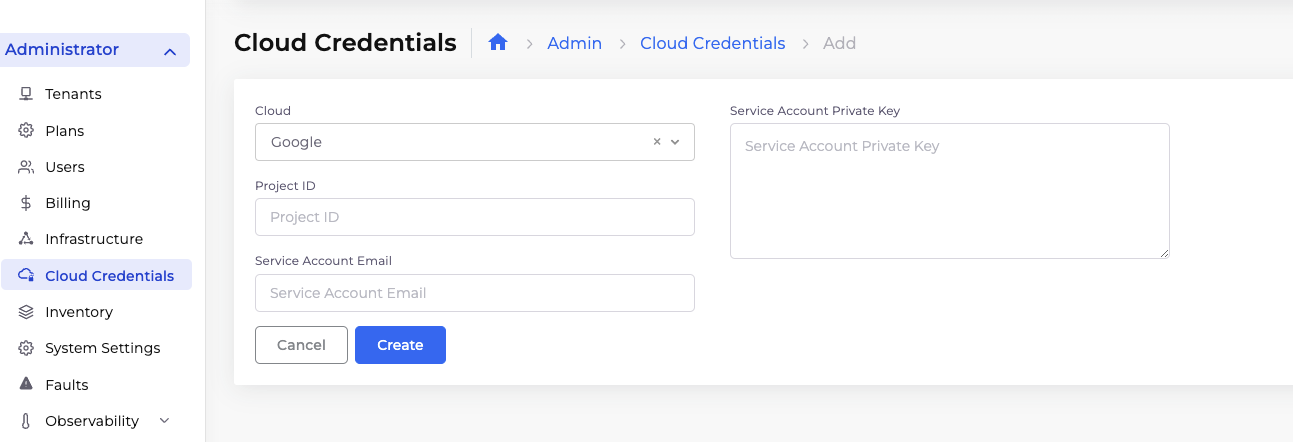 Administrator
Tenants
Plans
Users
Billing
Infrastructure
Cloud Credentials
Inventory
System Settings
Faults
Observability
Cloud Credentials
Admin > Cloud Credentials > Add
Cloud
Google ×
Project ID
Project ID
Service Account Email
Service Account Email
Cancel Create
Service Account Private Key
Service Account Private Key